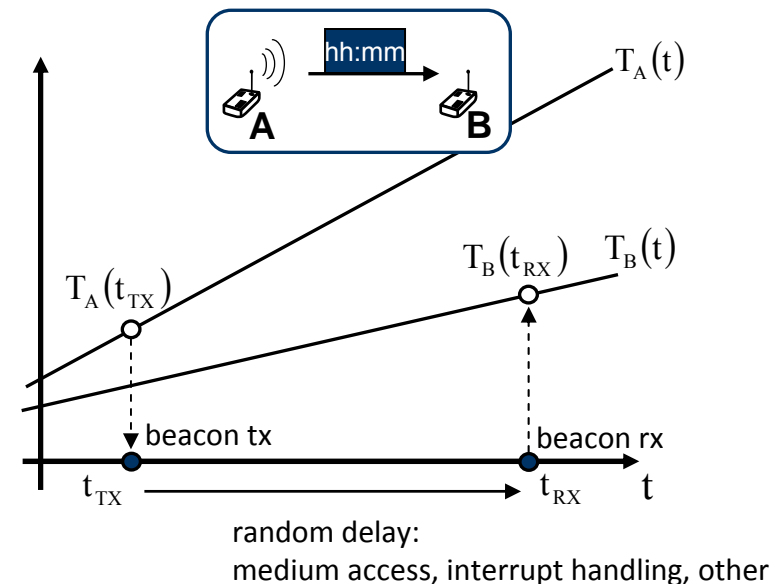 hh:mm
A
B
T_A(t)
T_A(t_TX)
T_B(t_RX)
T_B(t)
beacon tx
beacon rx
t_TX
t_RX
t
random delay:
medium access, interrupt handling, other